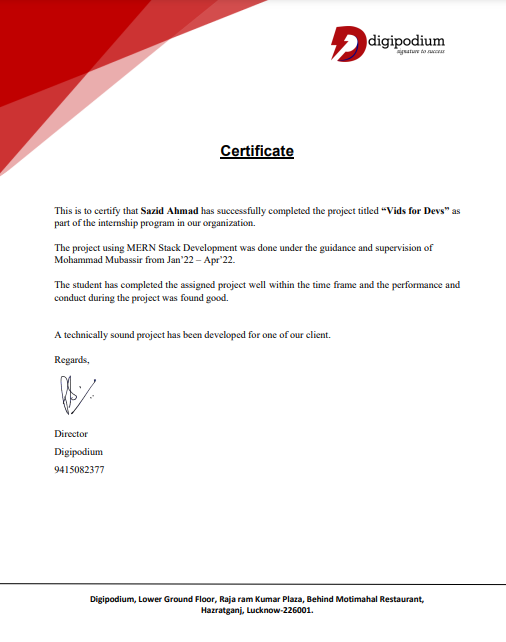 digipodium
signature to success
Certificate
This is to certify that Sazid Ahmad has successfully completed the project titled “Vids for Devs” as
part of the internship program in our organization.
The project using MERN Stack Development was done under the guidance and supervision of
Mohammad Mubassir from Jan’22 – Apr’22.
The student has completed the assigned project well within the time frame and the performance and
conduct during the project was found good.
A technically sound project has been developed for one of our client.
Regards,
Director
Digipodium
9415082377
Digipodium, Lower Ground Floor, Raja ram Kumar Plaza, Behind Motimahal Restaurant,
Hazratganj, Lucknow-226001.